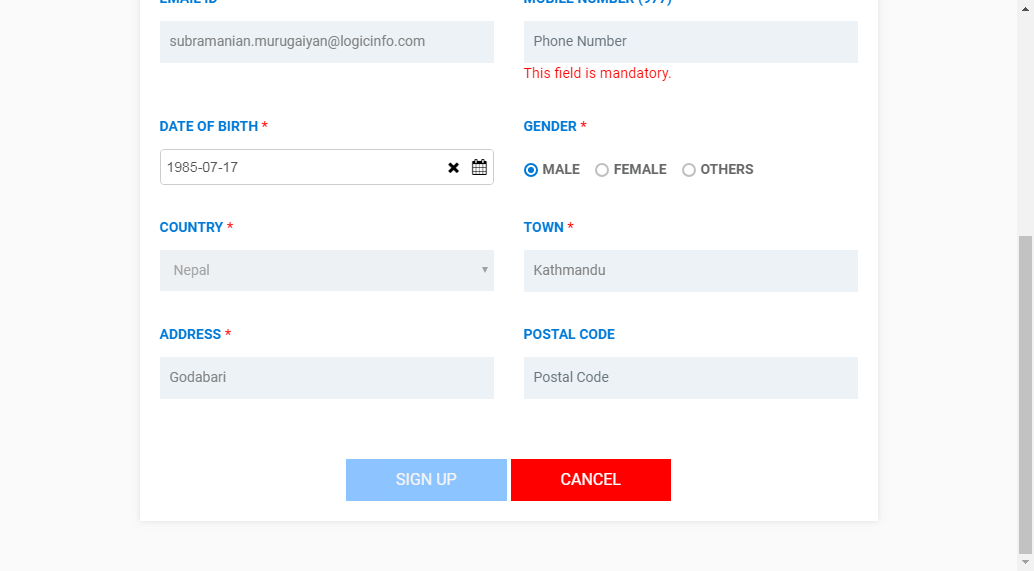 EMAIL ID
MOBILE NUMBER (977)
subramanian.murugaiyan@logicinfo.com
Phone Number
This field is mandatory.
DATE OF BIRTH *
GENDER *
1985-07-17
MALE FEMALE OTHERS
COUNTRY *
TOWN *
Nepal
Kathmandu
ADDRESS *
POSTAL CODE
Godabari
Postal Code
SIGN UP
CANCEL